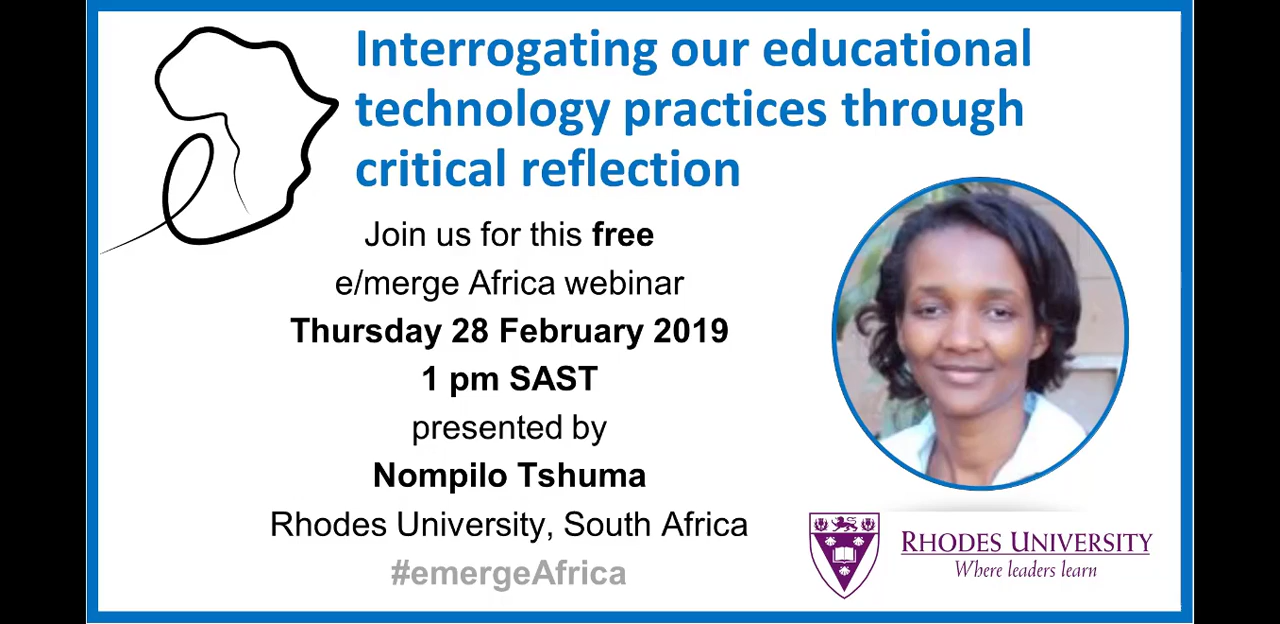 Interrogating our educational
technology practices through
critical reflection
Join us for this free
e/merge Africa webinar
Thursday 28 February 2019
1 pm SAST
presented by
Nompilo Tshuma
Rhodes University, South Africa
#emergeAfrica
RHODES UNIVERSITY
Where leaders learn